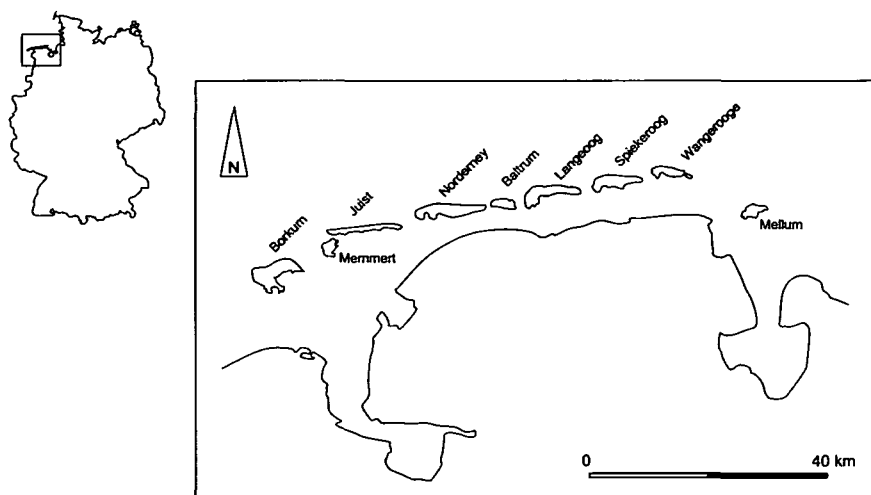 N
Borkum
Juist
Memmert
Norderney
Baltrum
Langeoog
Spiekeroog
Wangerooge
Mellum
0 40 km